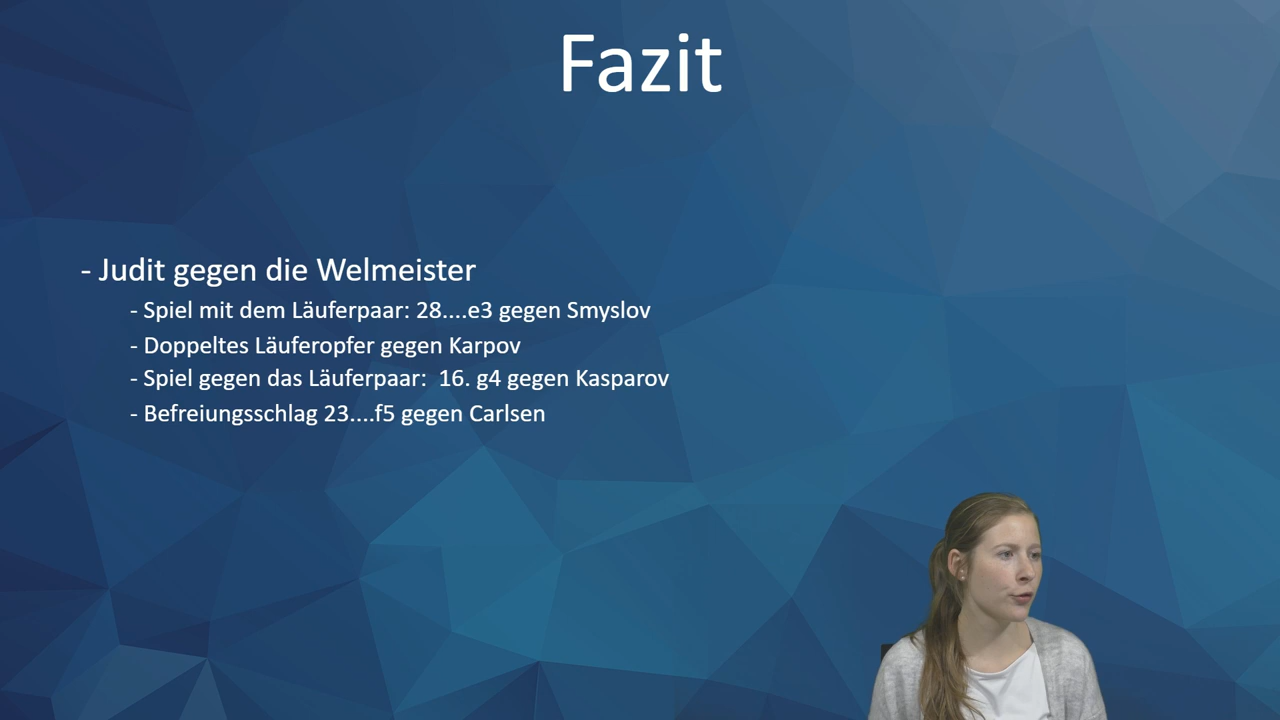 Fazit
- Judit gegen die Welmeister
- Spiel mit dem Läuferpaar: 28....e3 gegen Smyslov
- Doppeltes Läuferopfer gegen Karpov
- Spiel gegen das Läuferpaar:  16. g4 gegen Kasparov
- Befreiungsschlag 23....f5 gegen Carlsen